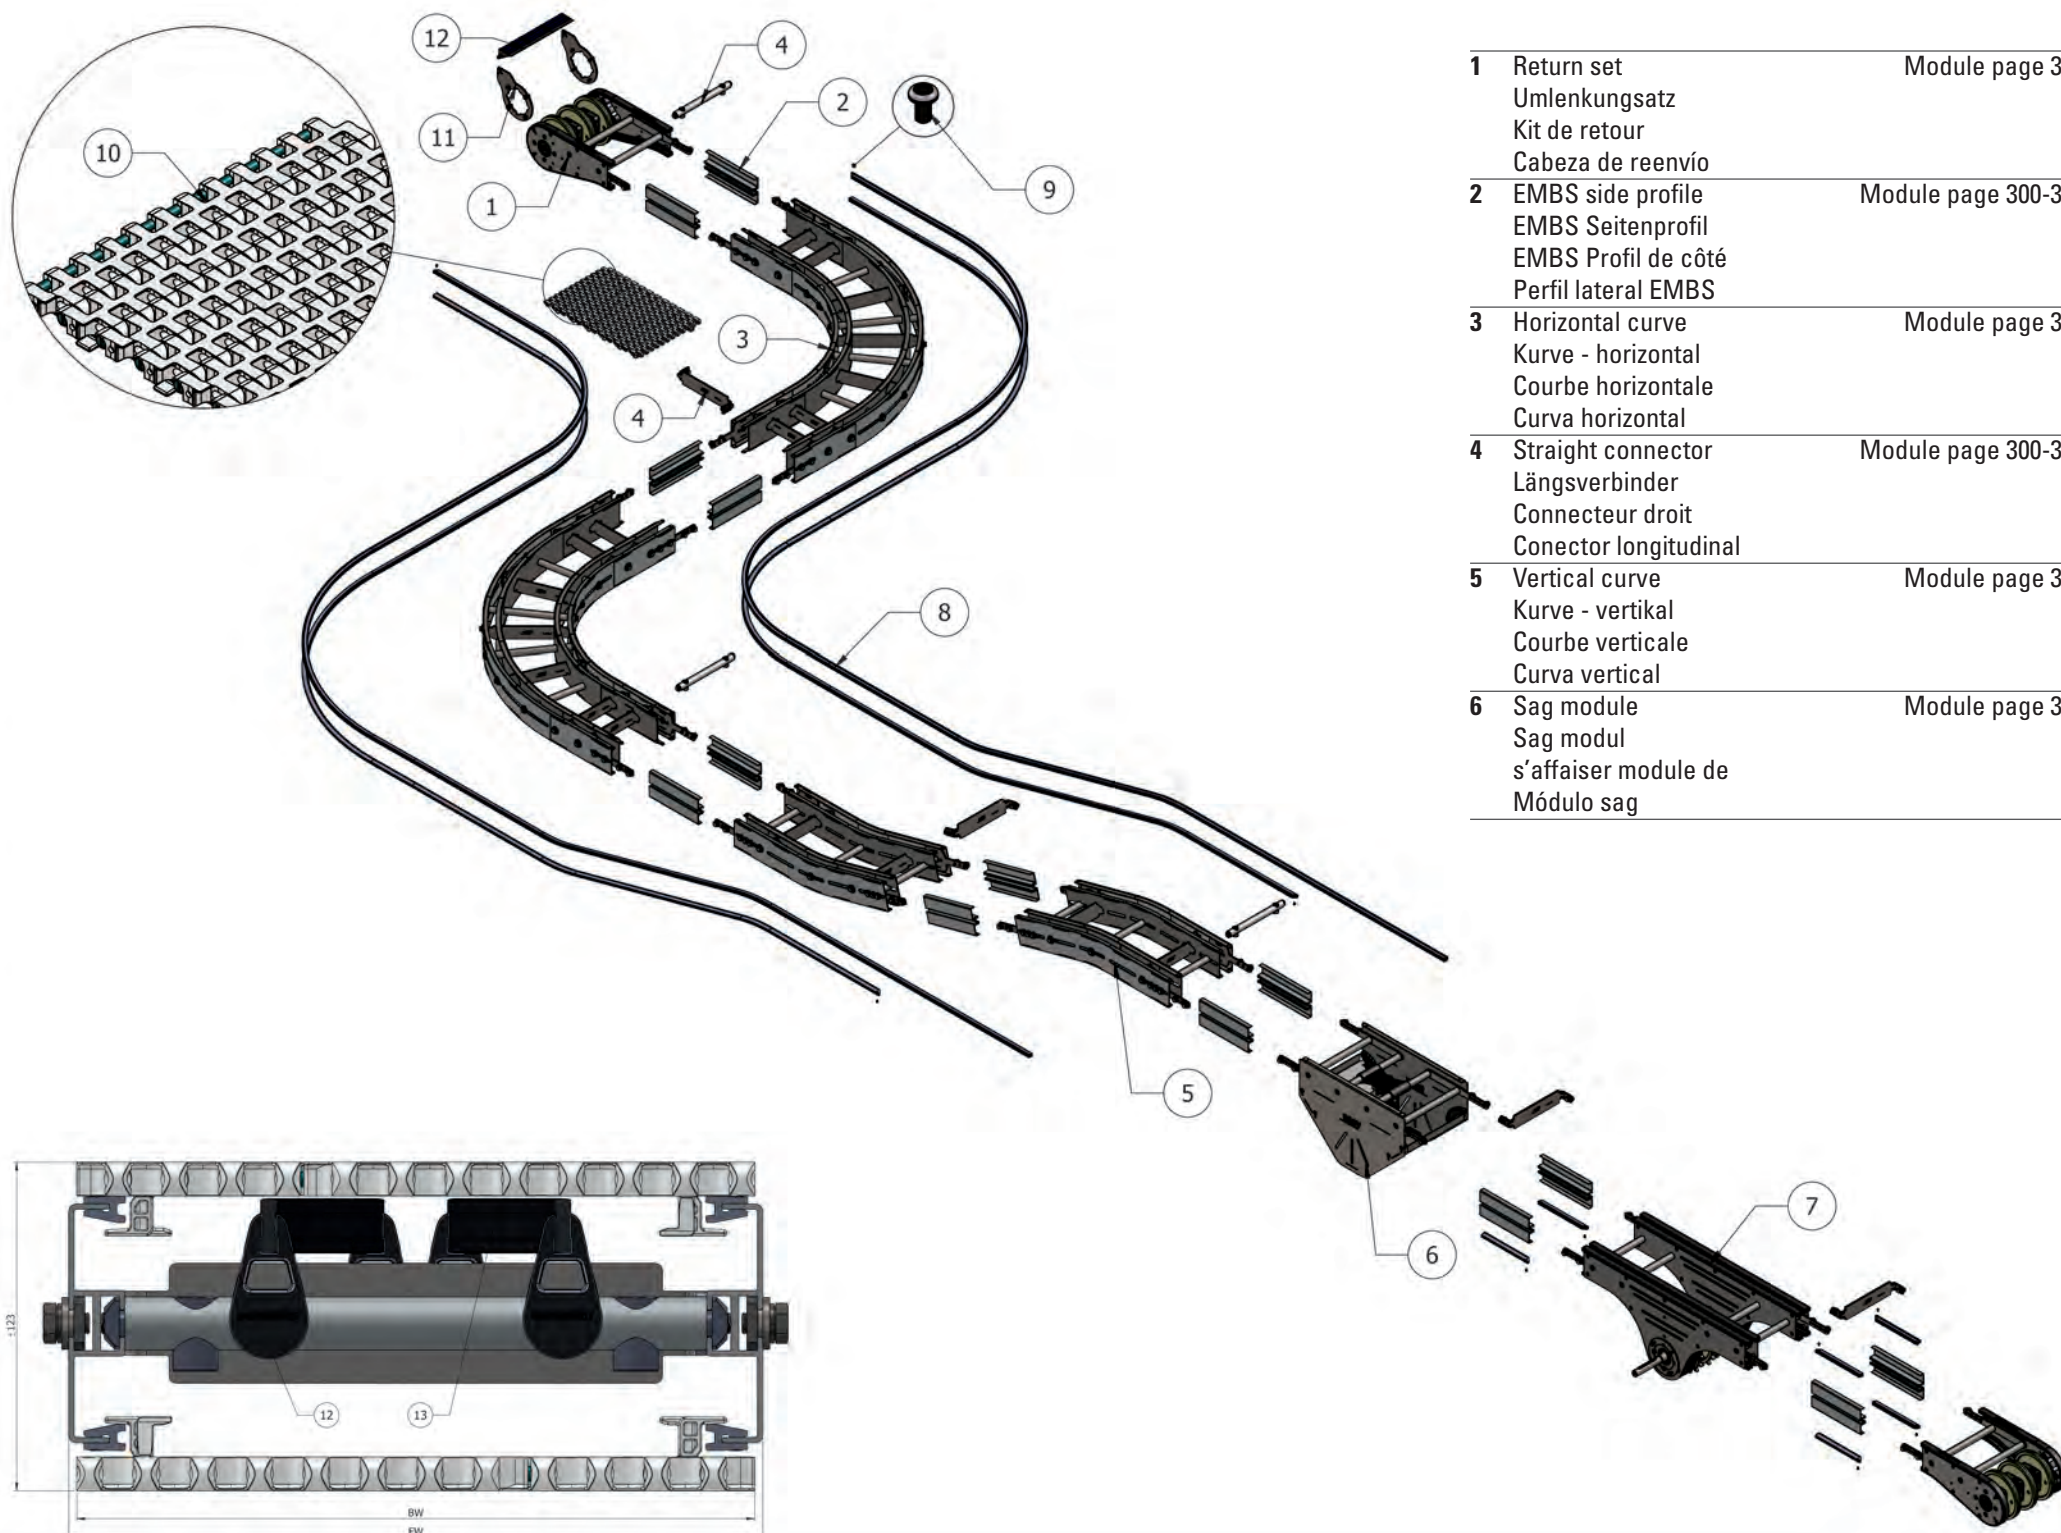 12
4
2
11
10
1
9
3
4
8
5
7
6
1 Return set Module page 3
Umlenkungsatz
Kit de retour
Cabeza de reenvío
2 EMBS side profile Module page 300-3
EMBS Seitenprofil
EMBS Profil de côté
Perfil lateral EMBS
3 Horizontal curve Module page 3
Kurve - horizontal
Courbe horizontale
Curva horizontal
4 Straight connector Module page 300-3
Längsverbinder
Connecteur droit
Conector longitudinal
5 Vertical curve Module page 3
Kurve - vertikal
Courbe verticale
Curva vertical
6 Sag module Module page 3
Sag modul
s’affaiser module de
Módulo sag
±123
12
13
BW
FW